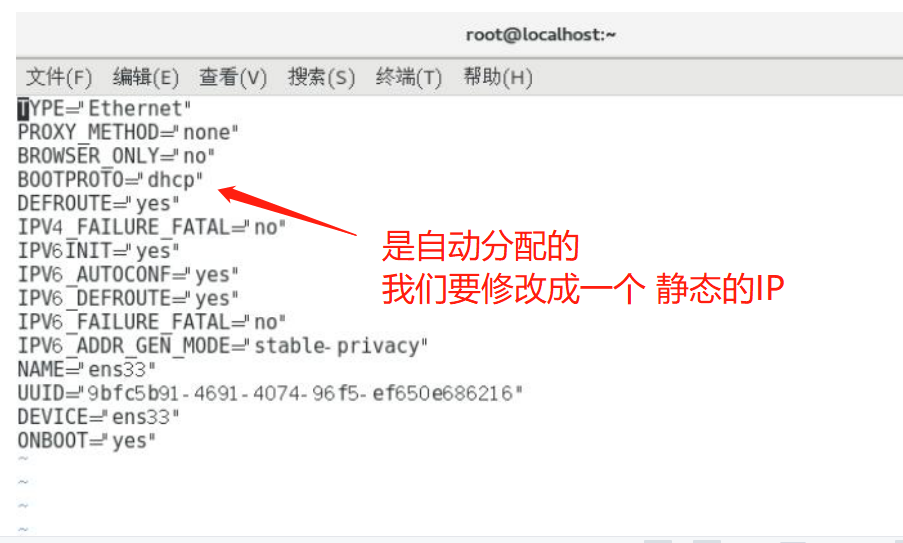 root@localhost:~
文件(F) 编辑(E) 查看(V) 搜索(S) 终端(T) 帮助(H)
TYPE="Ethernet"
PROXY_METHOD="none"
BROWSER_ONLY="no"
BOOTPROTO="dhcp"
DEFROUTE="yes"
IPV4_FAILURE_FATAL="no"
IPV6INIT="yes"
IPV6_AUTOCONF="yes"
IPV6_DEFROUTE="yes"
IPV6_FAILURE_FATAL="no"
IPV6_ADDR_GEN_MODE="stable-privacy"
NAME="ens33"
UUID="9bfc5b91-4691-4074-96f5-ef650e686216"
DEVICE="ens33"
ONBOOT="yes"
~
~
~
~
是自动分配的
我们要修改成一个 静态的IP